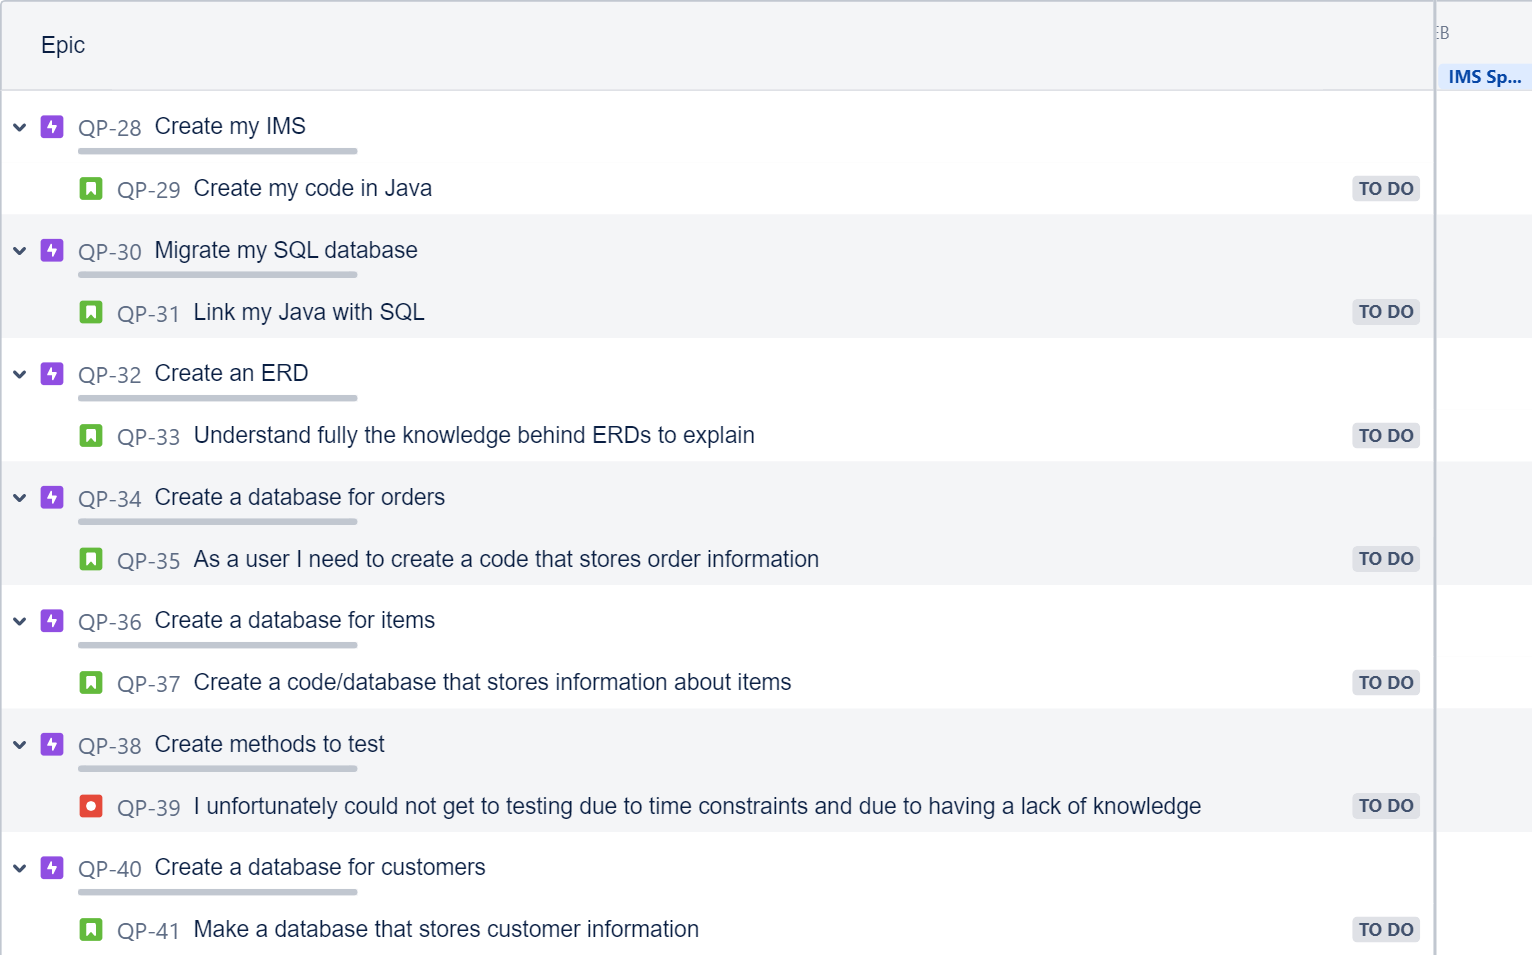 Epic
EB
IMS Sp...
QP-28 Create my IMS
QP-29 Create my code in Java TO DO
QP-30 Migrate my SQL database
QP-31 Link my Java with SQL TO DO
QP-32 Create an ERD
QP-33 Understand fully the knowledge behind ERDs to explain TO DO
QP-34 Create a database for orders
QP-35 As a user I need to create a code that stores order information TO DO
QP-36 Create a database for items
QP-37 Create a code/database that stores information about items TO DO
QP-38 Create methods to test
QP-39 I unfortunately could not get to testing due to time constraints and due to having a lack of knowledge TO DO
QP-40 Create a database for customers
QP-41 Make a database that stores customer information TO DO